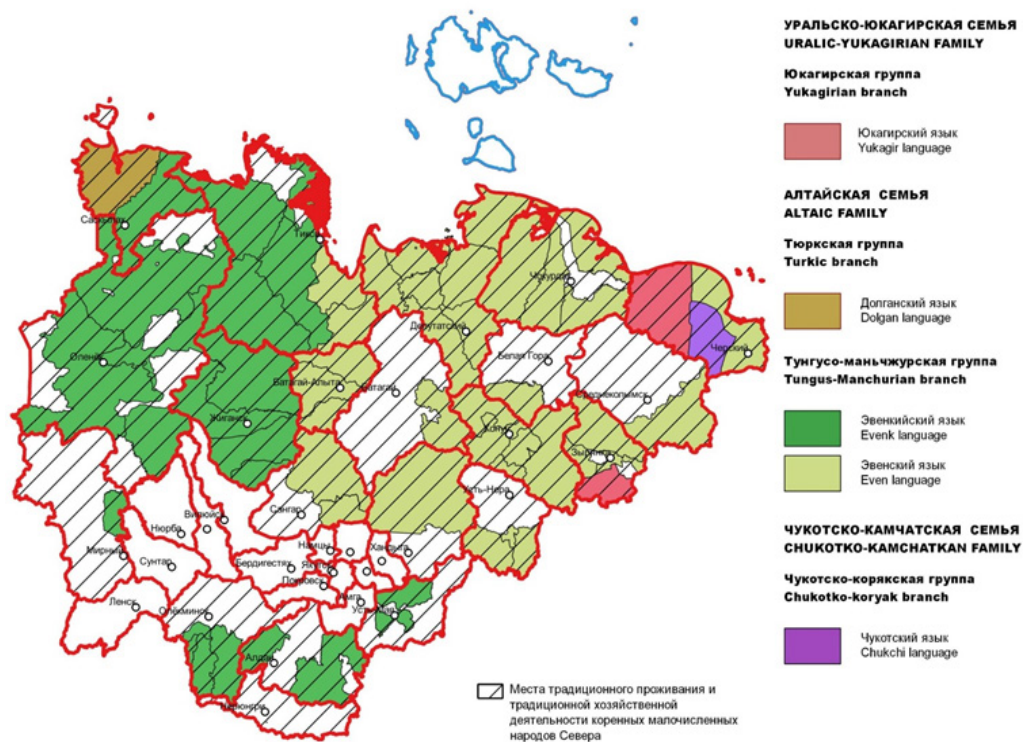 УРАЛЬСКО-ЮКАГИРСКАЯ СЕМЬЯ
URALIC-YUKAGIRIAN FAMILY
Юкагирская группа
Yukagirian branch
Юкагирский язык
Yukagir language
АЛТАЙСКАЯ СЕМЬЯ
ALTAIC FAMILY
Тюркская группа
Turkic branch
Долганский язык
Dolgan language
Тунгусо-маньчжурская группа
Tungus-Manchurian branch
Эвенкийский язык
Evenk language
Эвенский язык
Even language
ЧУКОТСКО-КАМЧАТСКАЯ СЕМЬЯ
CHUKOTKO-KAMCHATKAN FAMILY
Чукотско-корякская группа
Chukotko-koryak branch
Чукотский язык
Chukchi language
Места традиционного проживания и
традиционной хозяйственной
деятельности коренных малочисленных
народов Севера
Саскылах
Тикси
Чокурдах
Депутатский
Черский
Белая Гора
Оленек
Батагай-Алыта
Батагай
Среднеколымск
Жиганск
Зырянка
Усть-Нера
Сангар
Вилюйск
Нюрба
Намцы
Хандыга
Мирный
Сунтар
Бердигестях
Якутск
Покровск
Ленск
Олекминск
Амга
Усть-Мая
Алдан
Нерюнгри